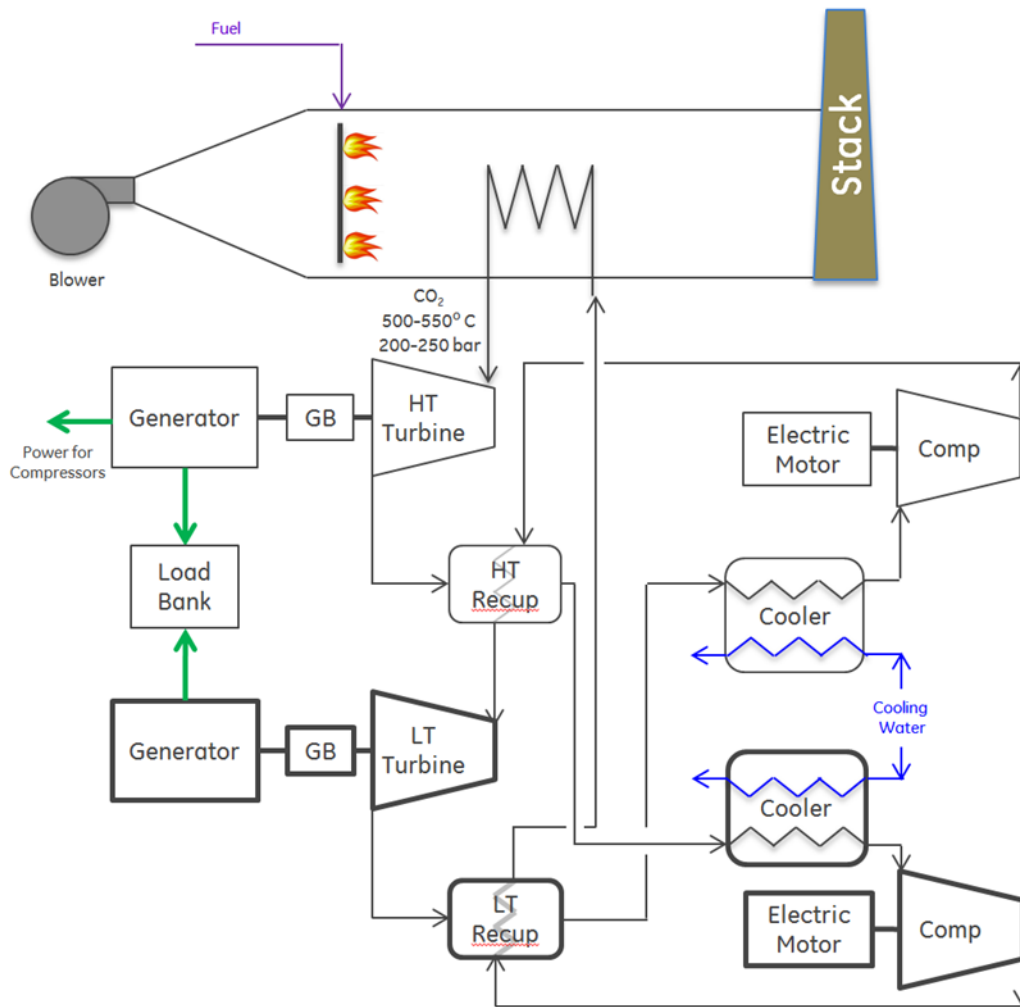 Fuel
Stack
Blower
CO₂
500-550° C
200-250 bar
Generator
GB
HT
Turbine
Electric
Motor
Comp
Power for
Compressors
Load
Bank
HT
Recup
Cooler
Cooling
Water
Generator
GB
LT
Turbine
Cooler
LT
Recup
Electric
Motor
Comp